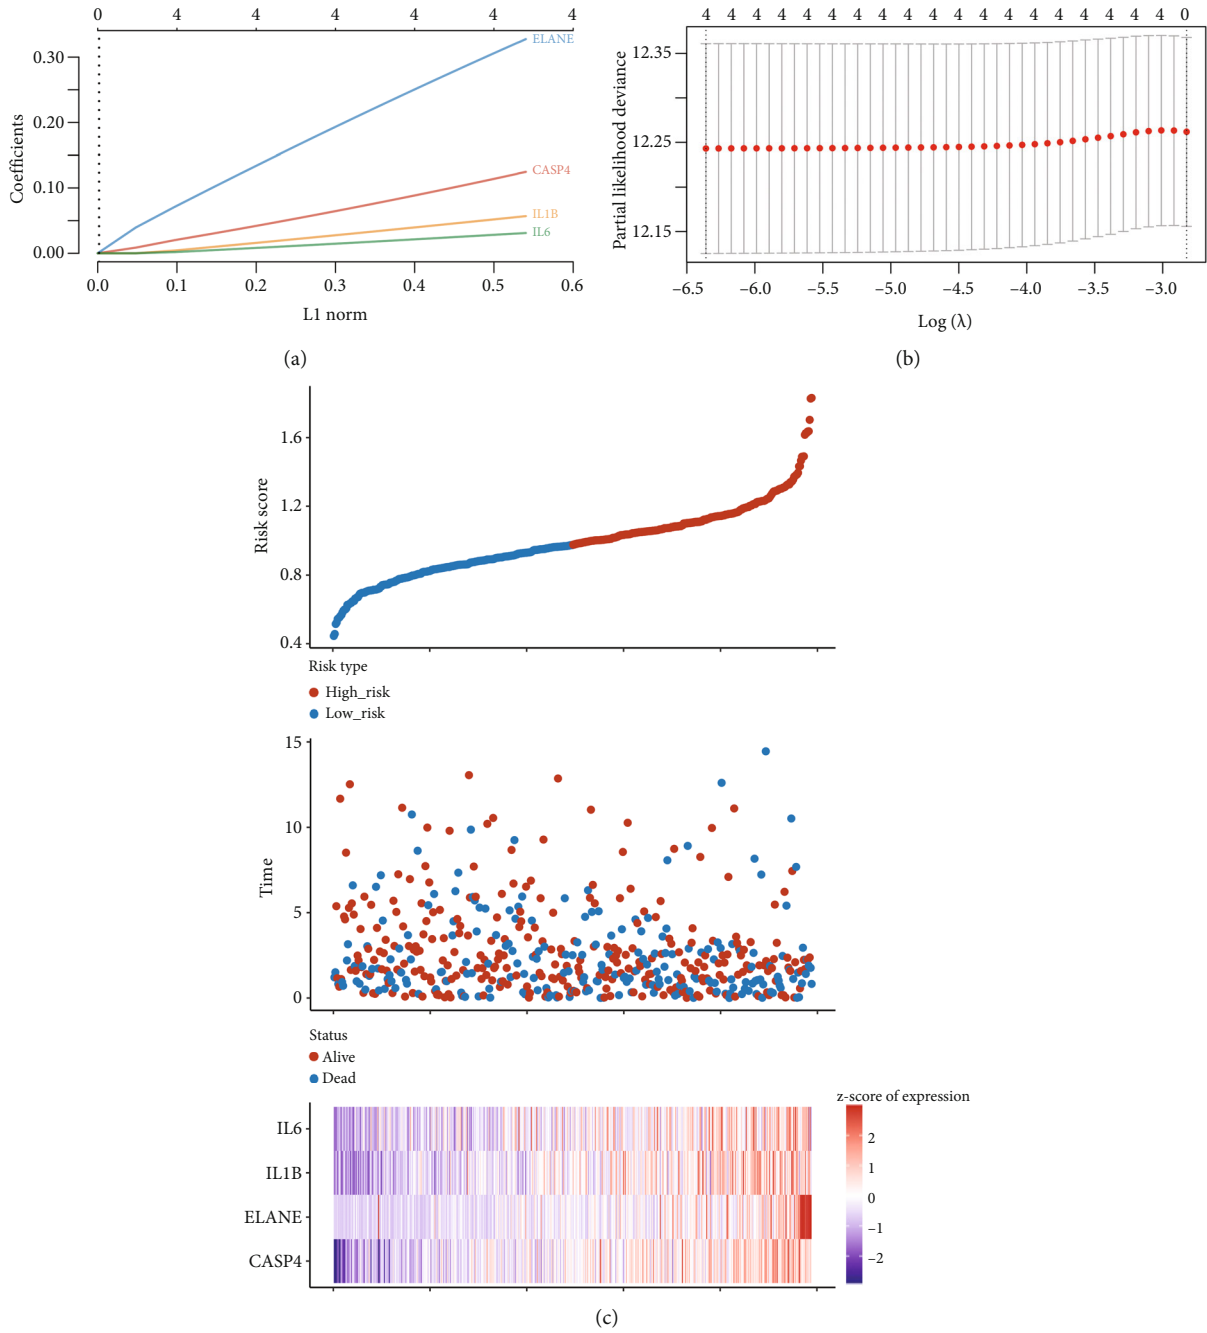 0 4 4 4 4 4 4
Coefficients
0.30
0.20
0.10
0.00
ELANE
CASP4
IL1B
IL6
0.0 0.1 0.2 0.3 0.4 0.5 0.6
L1 norm
(a)
4 4 4 4 4 4 4 4 4 4 4 4 4 4 4 4 4 4 4 0
Partial likelihood deviance
12.35
12.25
12.15
−6.5 −6.0 −5.5 −5.0 −4.5 −4.0 −3.5 −3.0
Log (λ)
(b)
Risk score
1.6
1.2
0.8
0.4
Risk type
High_risk
Low_risk
Time
15
10
5
0
Status
Alive
Dead
IL6
IL1B
ELANE
CASP4
z-score of expression
2
1
0
−1
−2
(c)